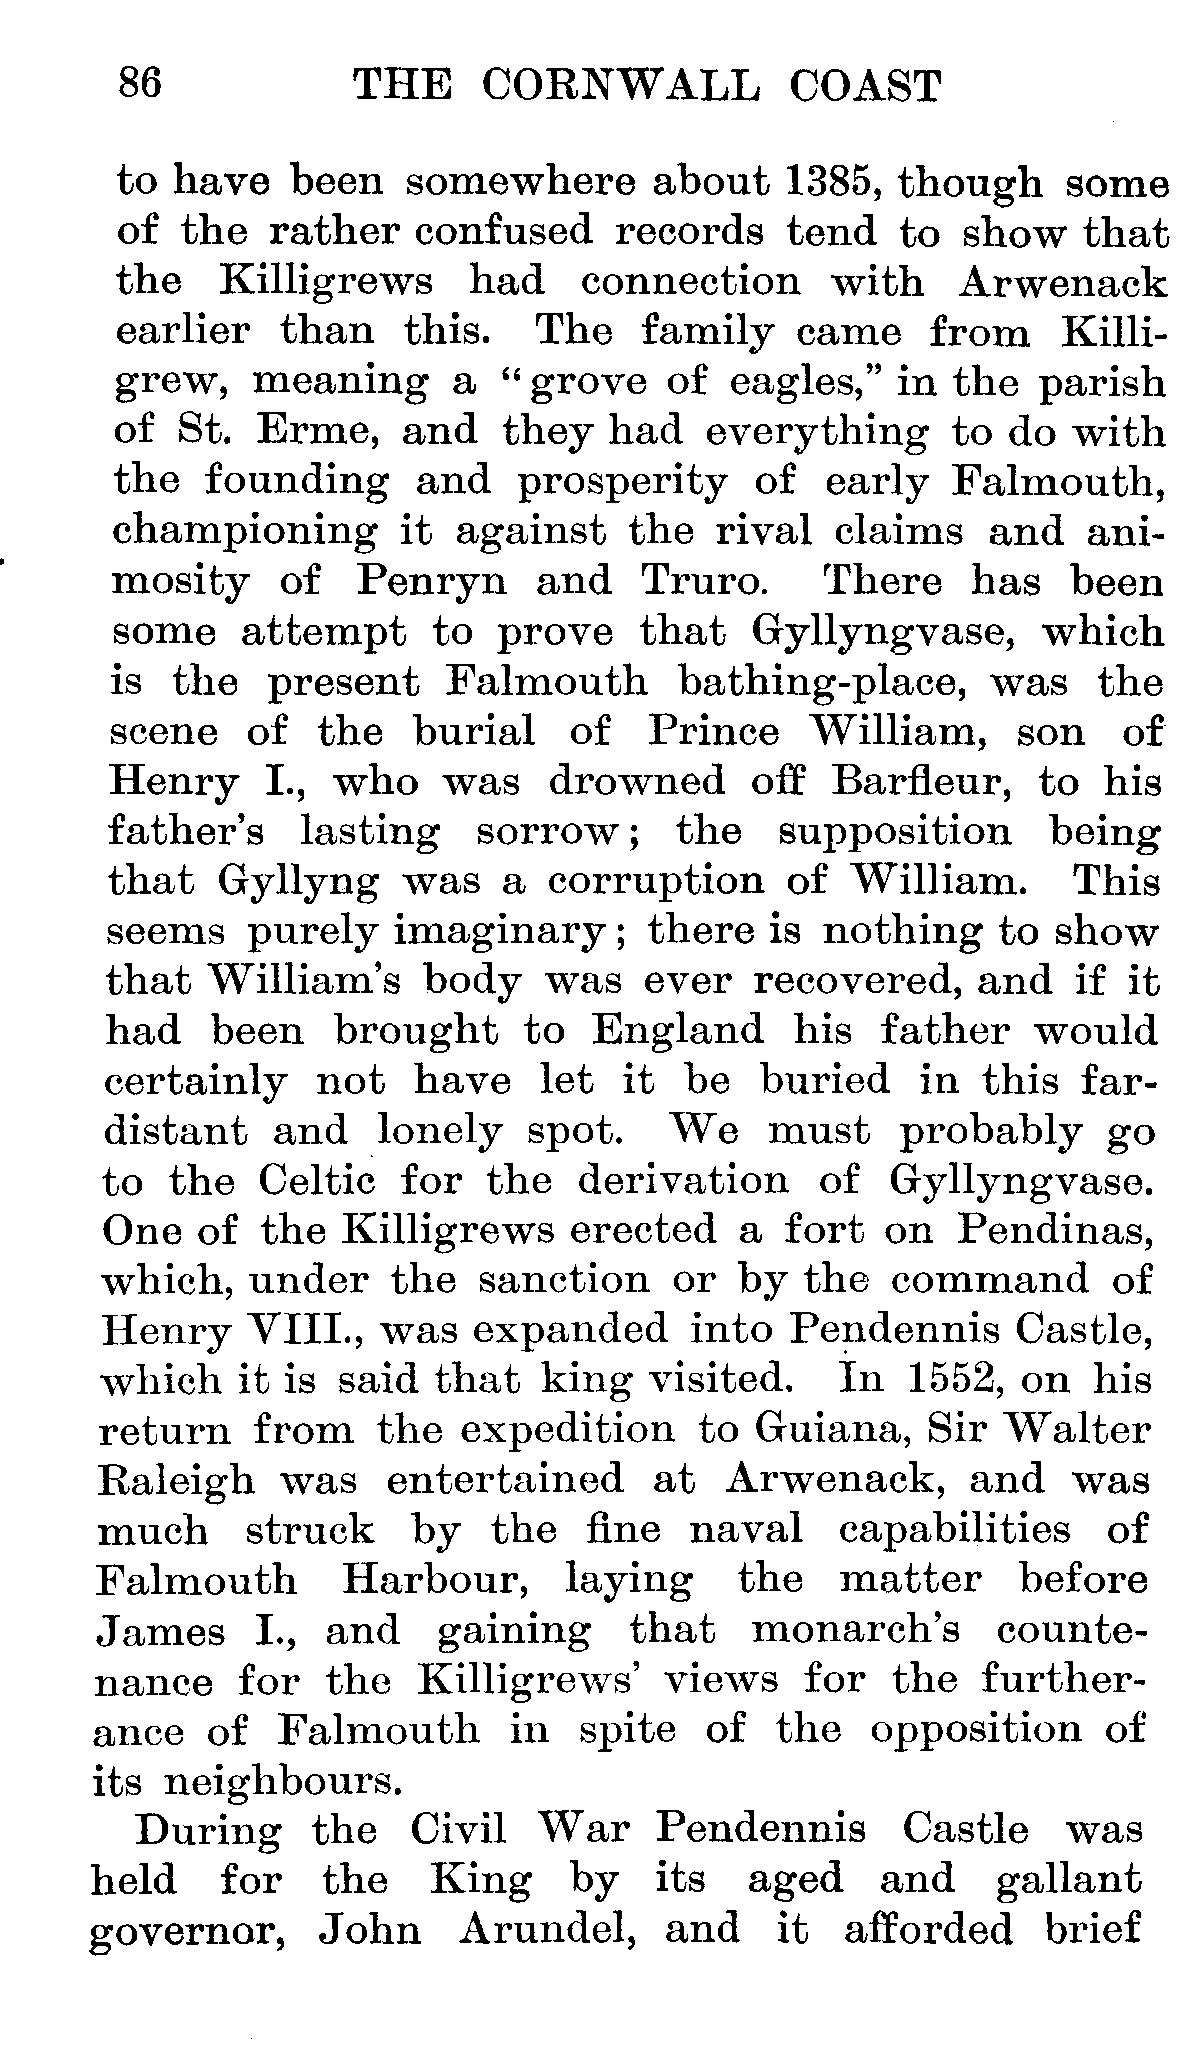 86 THE CORNWALL COAST
to have been somewhere about 1385, though some
of the rather confused records tend to show that
the Killigrews had connection with Arwenack
earlier than this. The family came from Killi-
grew, meaning a “grove of eagles,” in the parish
of St. Erme, and they had everything to do with
the founding and prosperity of early Falmouth,
championing it against the rival claims and ani-
mosity of Penryn and Truro. There has been
some attempt to prove that Gyllyngvase, which
is the present Falmouth bathing-place, was the
scene of the burial of Prince William, son of
Henry I., who was drowned off Barfleur, to his
father's lasting sorrow; the supposition being
that Gyllyng was a corruption of William. This
seems purely imaginary; there is nothing to show
that William's body was ever recovered, and if it
had been brought to England his father would
certainly not have let it be buried in this far-
distant and lonely spot. We must probably go
to the Celtic for the derivation of Gyllyngvase.
One of the Killigrews erected a fort on Pendinas,
which, under the sanction or by the command of
Henry VIII., was expanded into Pendennis Castle,
which it is said that king visited. In 1552, on his
return from the expedition to Guiana, Sir Walter
Raleigh was entertained at Arwenack, and was
much struck by the fine naval capabilities of
Falmouth Harbour, laying the matter before
James I., and gaining that monarch's counte-
nance for the Killigrews' views for the further-
ance of Falmouth in spite of the opposition of
its neighbours.
During the Civil War Pendennis Castle was
held for the King by its aged and gallant
governor, John Arundel, and it afforded brief